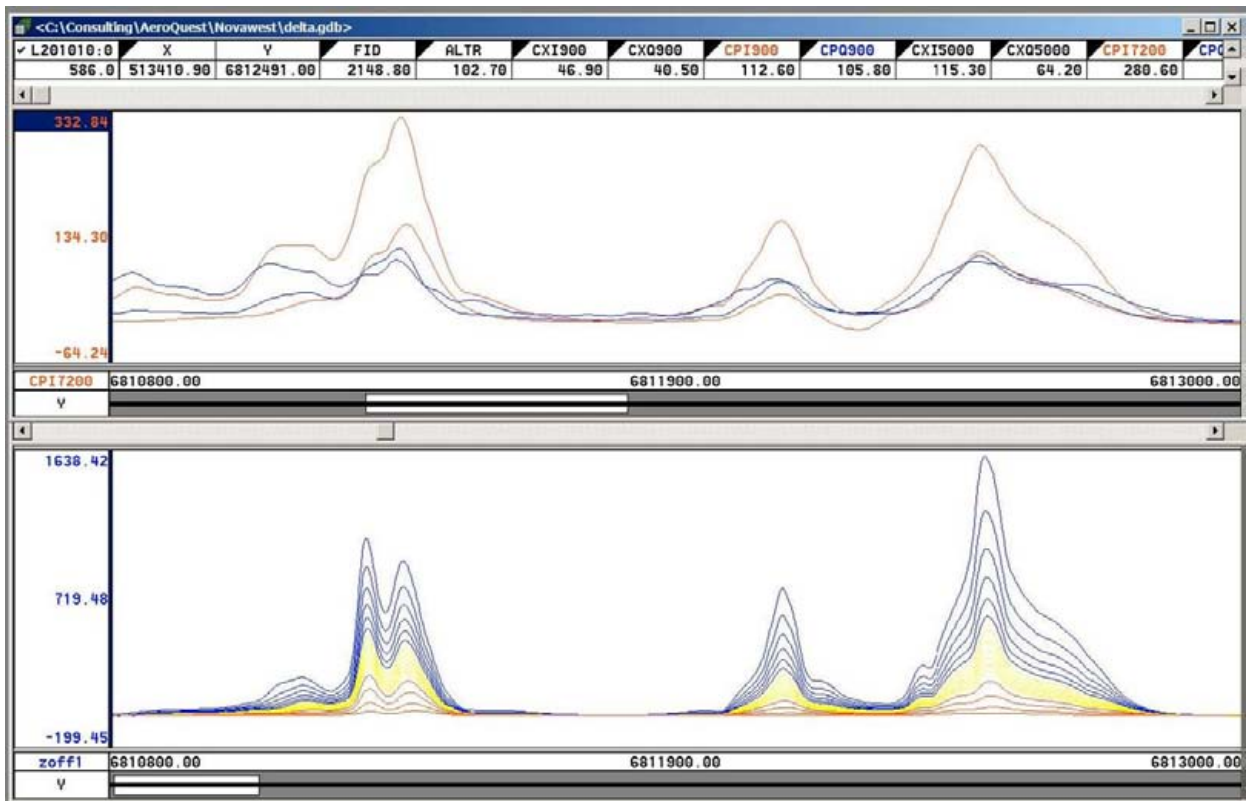 <C:\Consulting\AeroQuest\Novawest\delta.gdb>
✓ L201010:0 X Y FID ALTR CXI900 CXQ900 CPI900 CPQ900 CXI5000 CXQ5000 CPI7200 CPQ
586.0 513410.90 6812491.00 2148.80 102.70 46.90 40.50 112.60 105.80 115.30 64.20 280.60
332.84
134.30
-64.24
CPI7200 6810800.00 6811900.00 6813000.00
Y
1638.42
719.48
-199.45
zoff1 6810800.00 6811900.00 6813000.00
Y